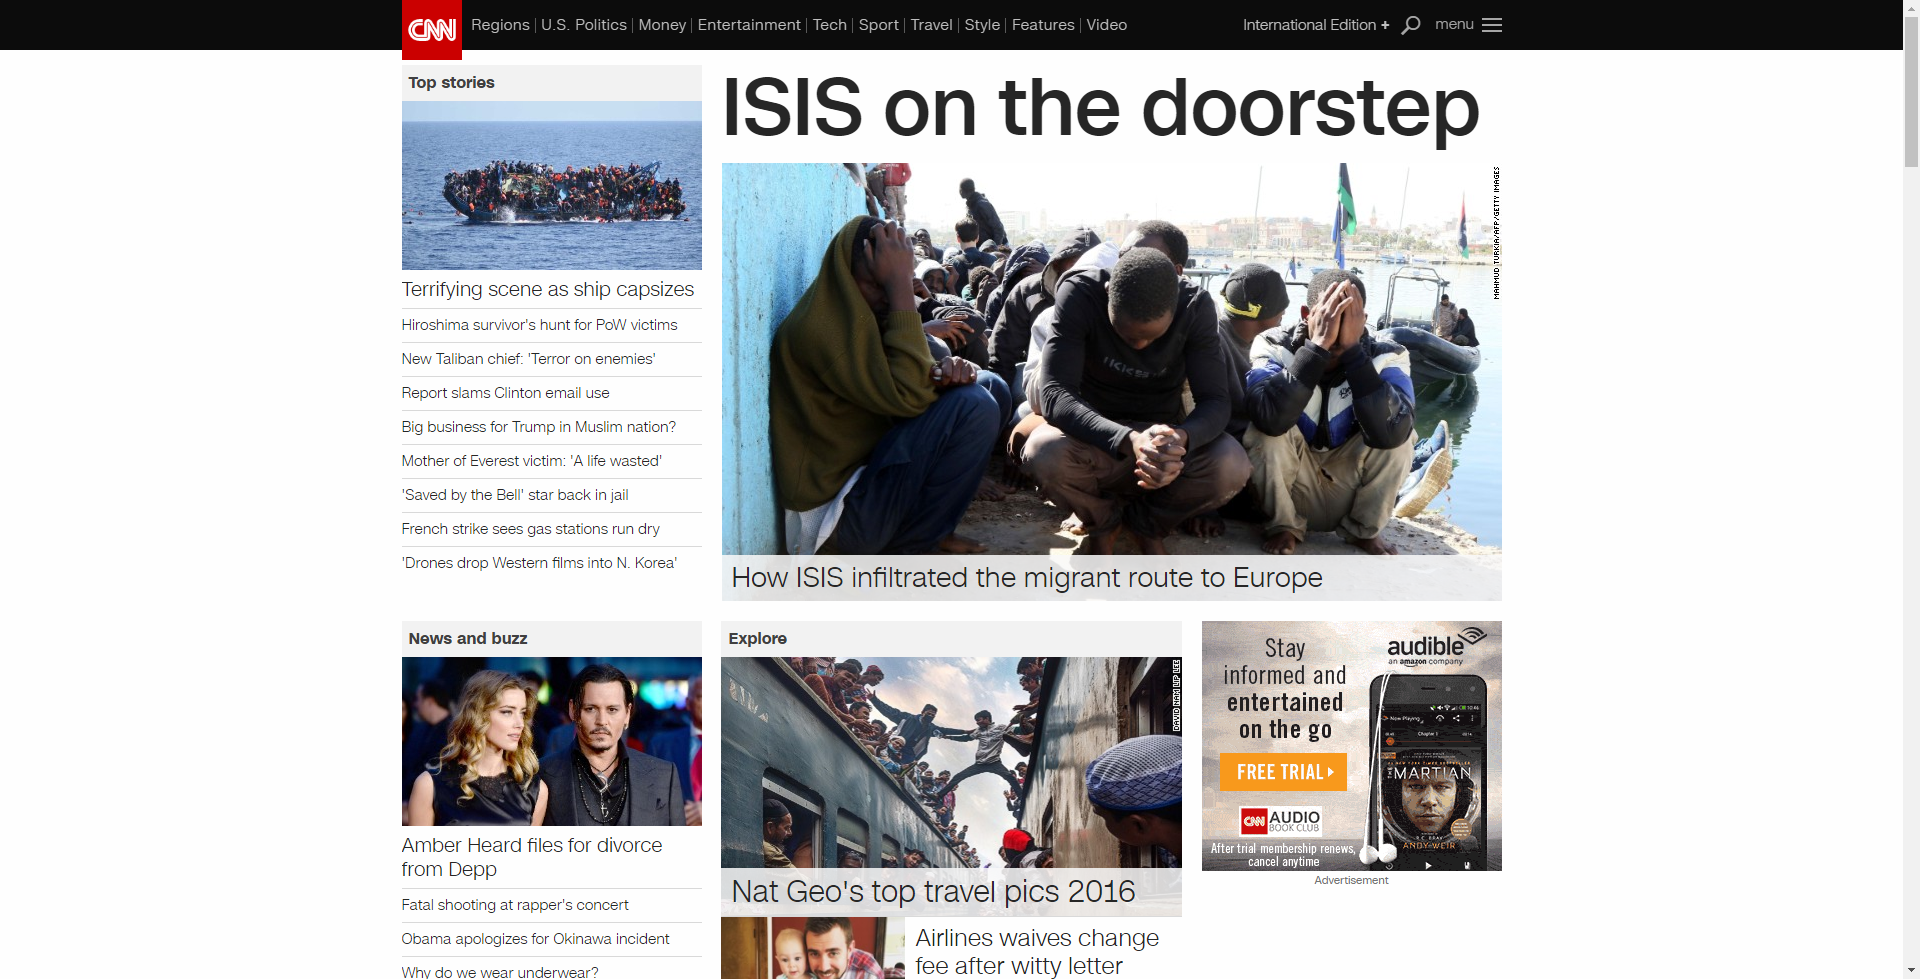 CNN
Regions
U.S. Politics
Money
Entertainment
Tech
Sport
Travel
Style
Features
Video
International Edition +
menu
Top stories
Terrifying scene as ship capsizes
Hiroshima survivor's hunt for PoW victims
New Taliban chief: 'Terror on enemies'
Report slams Clinton email use
Big business for Trump in Muslim nation?
Mother of Everest victim: 'A life wasted'
'Saved by the Bell' star back in jail
French strike sees gas stations run dry
'Drones drop Western films into N. Korea'
ISIS on the doorstep
MAHMUD TURKIA/AFP/GETTY IMAGES
How ISIS infiltrated the migrant route to Europe
News and buzz
Amber Heard files for divorce
from Depp
Fatal shooting at rapper's concert
Obama apologizes for Okinawa incident
Why do we wear underwear?
Explore
DAVID NAM LIP LEE
Nat Geo's top travel pics 2016
Airlines waives change
fee after witty letter
Stay
informed and
entertained
on the go
FREE TRIAL
CNN AUDIO
BOOK CLUB
After trial membership renews,
cancel anytime
audible
an amazon company
Now Playing
Chapter 1
THE MARTIAN
ANDY WEIR
Advertisement